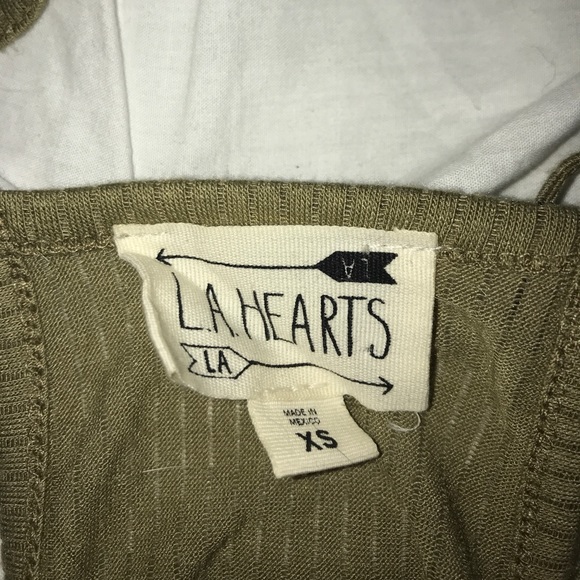 LA
L.A. HEARTS
LA
MADE IN
MEXICO
XS